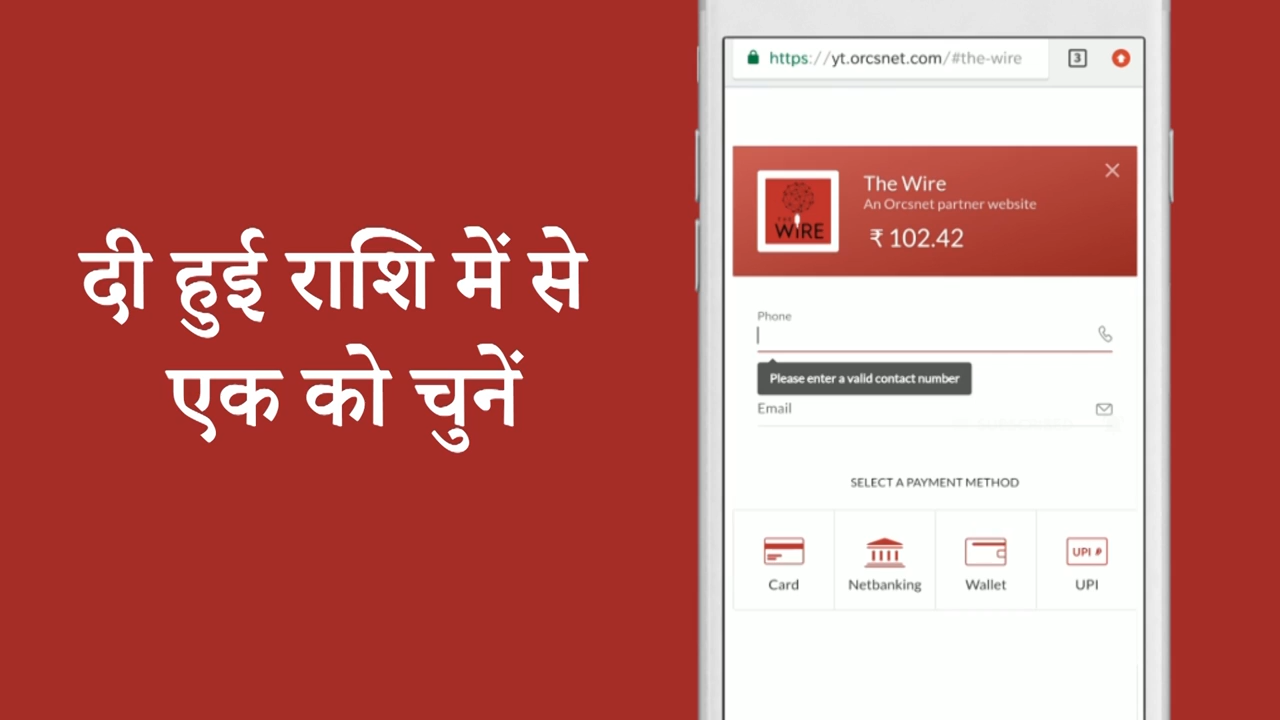 दी हुई राशि में से
एक को चुनें
https://yt.orcsnet.com/#the-wire
3
The Wire
An Orcsnet partner website
₹ 102.42
THE
WIRE
Phone
Please enter a valid contact number
Email
SELECT A PAYMENT METHOD
Card
Netbanking
Wallet
UPI
UPI